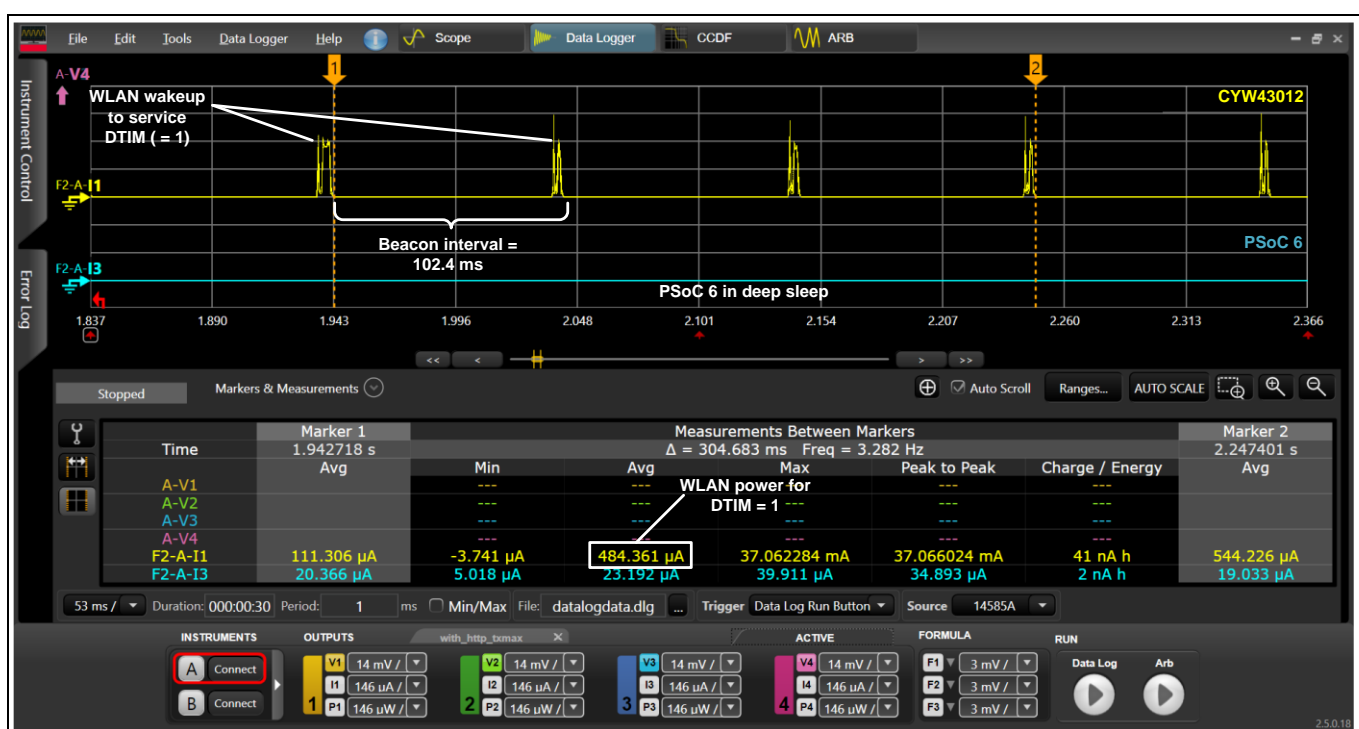 File Edit Tools Data Logger Help i Scope Data Logger CCDF ARB
Instrument Control
Error Log
A-V4
1 2
WLAN wakeup
to service
DTIM ( = 1)
CYW43012
F2-A-I1
Beacon interval =
102.4 ms
PSoC 6
F2-A-I3
PSoC 6 in deep sleep
1.837 1.890 1.943 1.996 2.048 2.101 2.154 2.207 2.260 2.313 2.366
<< < > >>
Stopped Markers & Measurements Auto Scroll Ranges... AUTO SCALE
Marker 1 Measurements Between Markers Marker 2
Time 1.942718 s Δ = 304.683 ms Freq = 3.282 Hz 2.247401 s
Avg Min Avg Max Peak to Peak Charge / Energy Avg
WLAN power for
DTIM = 1
A-V1 --- --- --- --- ---
A-V2 --- --- --- --- ---
A-V3 --- --- --- --- ---
A-V4 --- --- --- --- ---
F2-A-I1 111.306 µA -3.741 µA 484.361 µA 37.062284 mA 37.066024 mA 41 nA h 544.226 µA
F2-A-I3 20.366 µA 5.018 µA 23.192 µA 39.911 µA 34.893 µA 2 nA h 19.033 µA
53 ms / Duration: 000:00:30 Period: 1 ms Min/Max File: datalogdata.dlg ... Trigger Data Log Run Button Source 14585A
INSTRUMENTS OUTPUTS with_http_txmax X ACTIVE FORMULA RUN
A Connect V1 14 mV / V2 14 mV / V3 14 mV / V4 14 mV / F1 3 mV / Data Log Arb
I1 146 µA / I2 146 µA / I3 146 µA / I4 146 µA / F2 3 mV /
B Connect 1 P1 146 µW / 2 P2 146 µW / 3 P3 146 µW / 4 P4 146 µW / F3 3 mV /
2.5.0.18